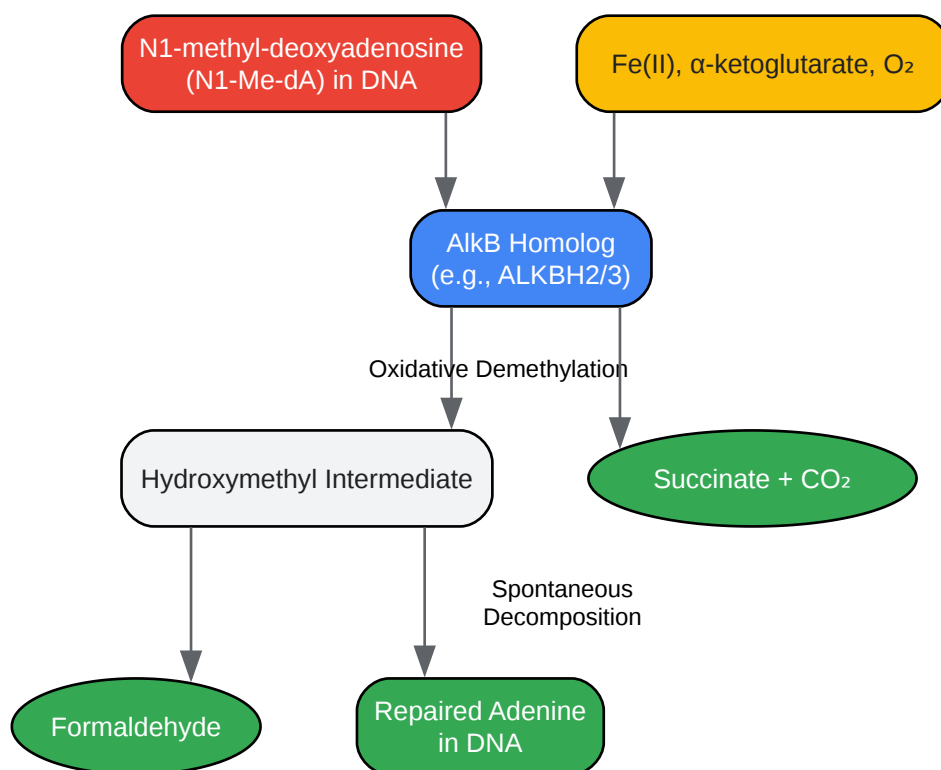 N1-methyl-deoxyadenosine
(N1-Me-dA) in DNA
Fe(II), α-ketoglutarate, O₂
AlkB Homolog
(e.g., ALKBH2/3)
Oxidative Demethylation
Hydroxymethyl Intermediate
Succinate + CO₂
Spontaneous
Decomposition
Formaldehyde
Repaired Adenine
in DNA